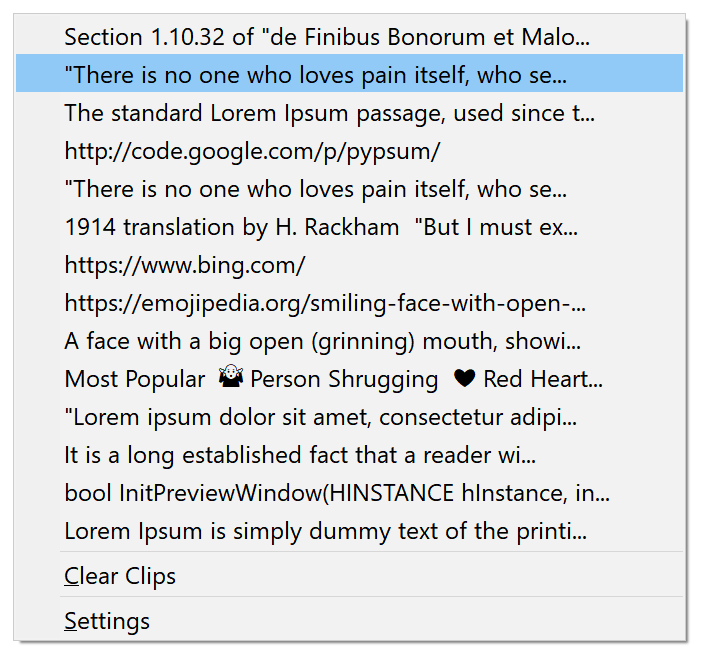 Section 1.10.32 of "de Finibus Bonorum et Malo...
"There is no one who loves pain itself, who se...
The standard Lorem Ipsum passage, used since t...
http://code.google.com/p/pypsum/
"There is no one who loves pain itself, who se...
1914 translation by H. Rackham  "But I must ex...
https://www.bing.com/
https://emojipedia.org/smiling-face-with-open-...
A face with a big open (grinning) mouth, showi...
Most Popular  🤷 Person Shrugging  ❤ Red Heart...
"Lorem ipsum dolor sit amet, consectetur adipi...
It is a long established fact that a reader wi...
bool InitPreviewWindow(HINSTANCE hInstance, in...
Lorem Ipsum is simply dummy text of the printi...
Clear Clips
Settings